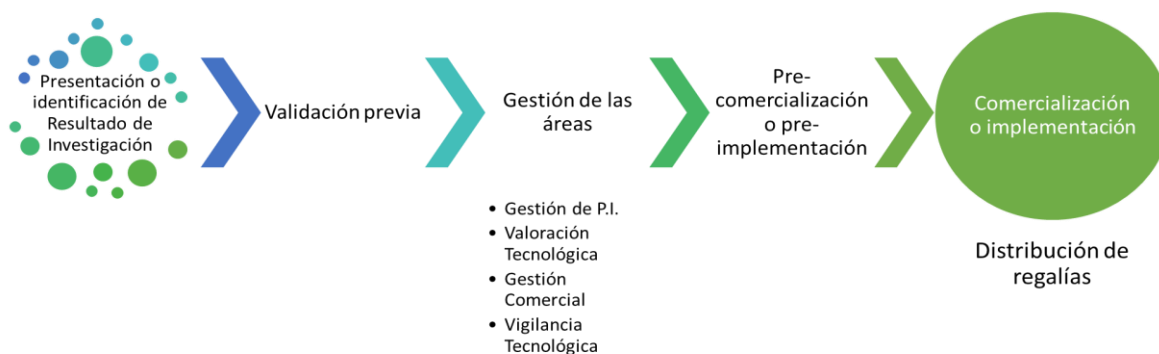 Presentación o
identificación de
Resultado de
Investigación
Validación previa
Gestión de las
áreas
• Gestión de P.I.
• Valoración
Tecnológica
• Gestión
Comercial
• Vigilancia
Tecnológica
Pre-
comercialización
o pre-
implementación
Comercialización
o implementación
Distribución de
regalías